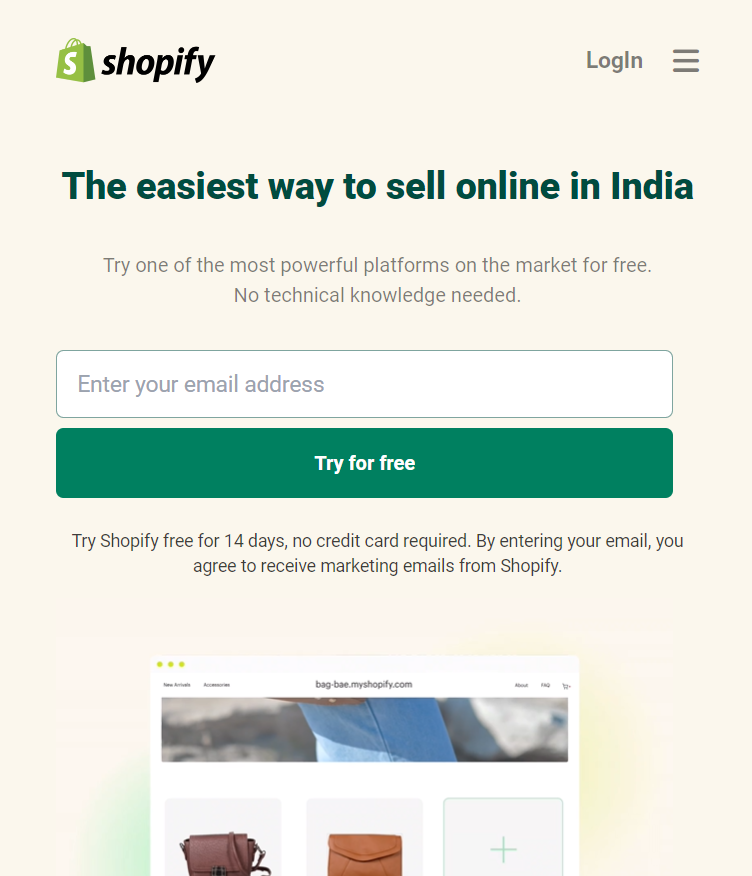 shopify
LogIn
The easiest way to sell online in India
Try one of the most powerful platforms on the market for free.
No technical knowledge needed.
Enter your email address
Try for free
Try Shopify free for 14 days, no credit card required. By entering your email, you
agree to receive marketing emails from Shopify.
New Arrivals Accessories bag-bae.myshopify.com About FAQ